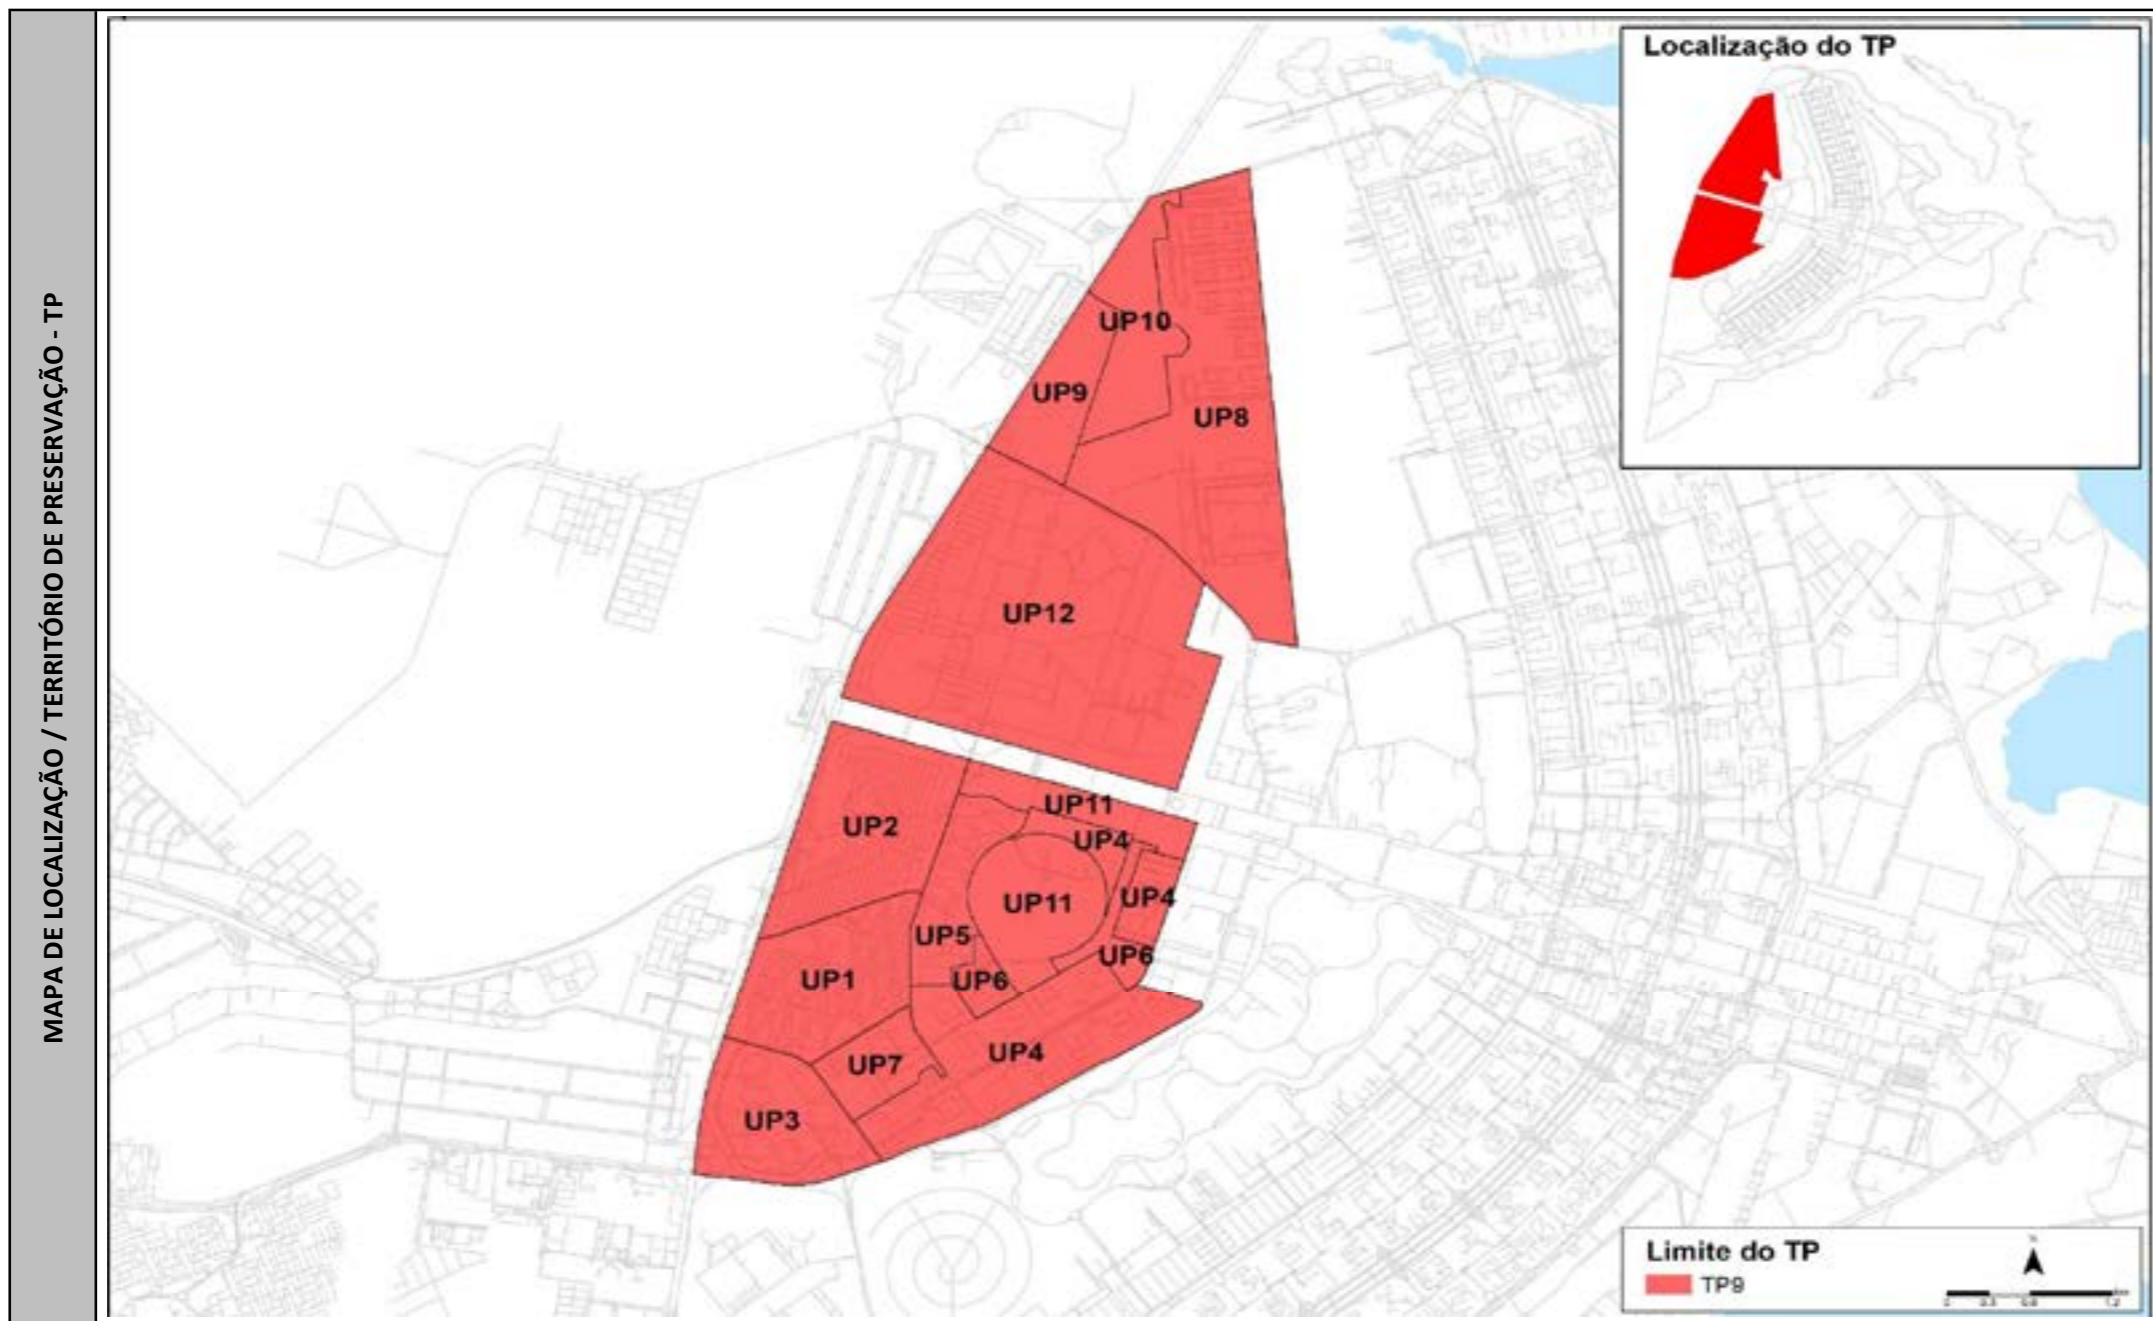 MAPA DE LOCALIZAÇÃO / TERRITÓRIO DE PRESERVAÇÃO - TP
Localização do TP
UP10
UP9
UP8
UP12
UP11
UP2
UP4
UP4
UP11
UP5
UP6
UP6
UP1
UP4
UP7
UP3
Limite do TP
TP9